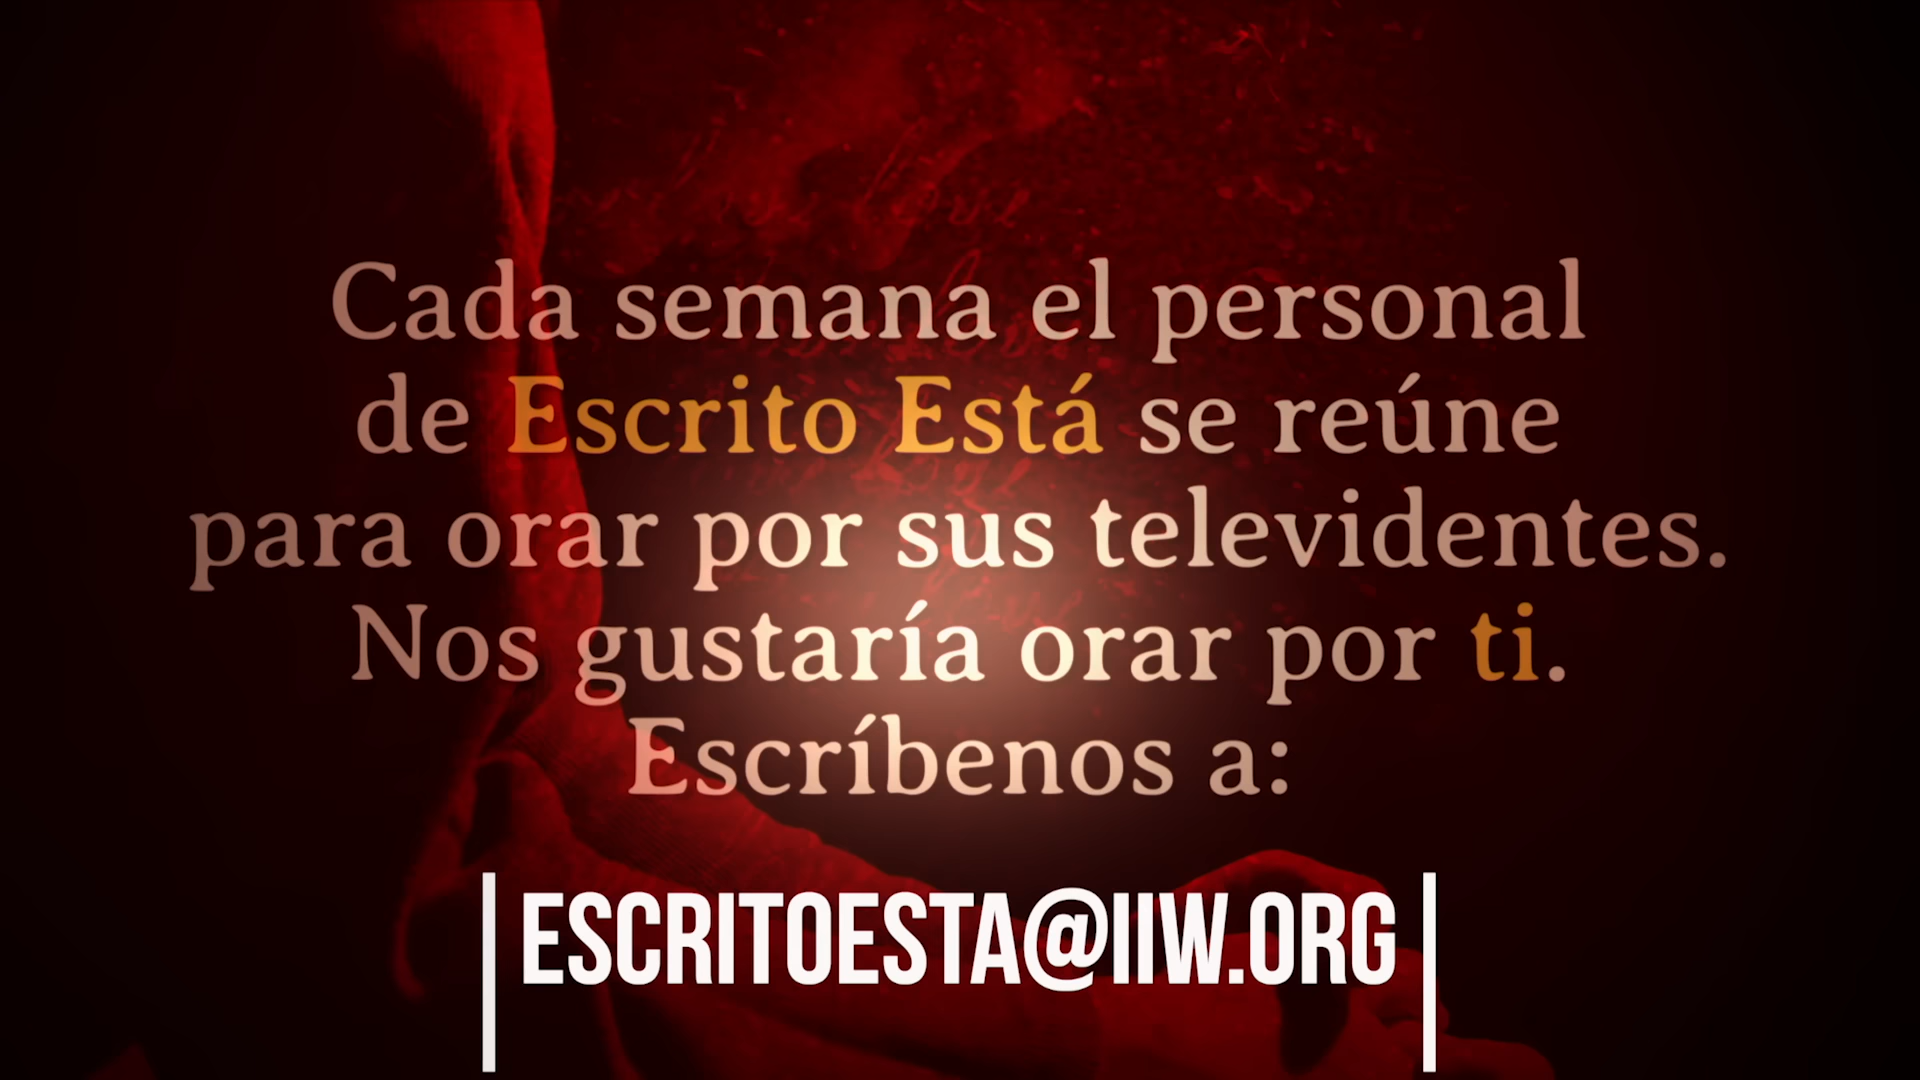 Cada semana el personal
de Escrito Está se reúne
para orar por sus televidentes.
Nos gustaría orar por ti.
Escríbenos a:
ESCRITOESTA@IIW.ORG